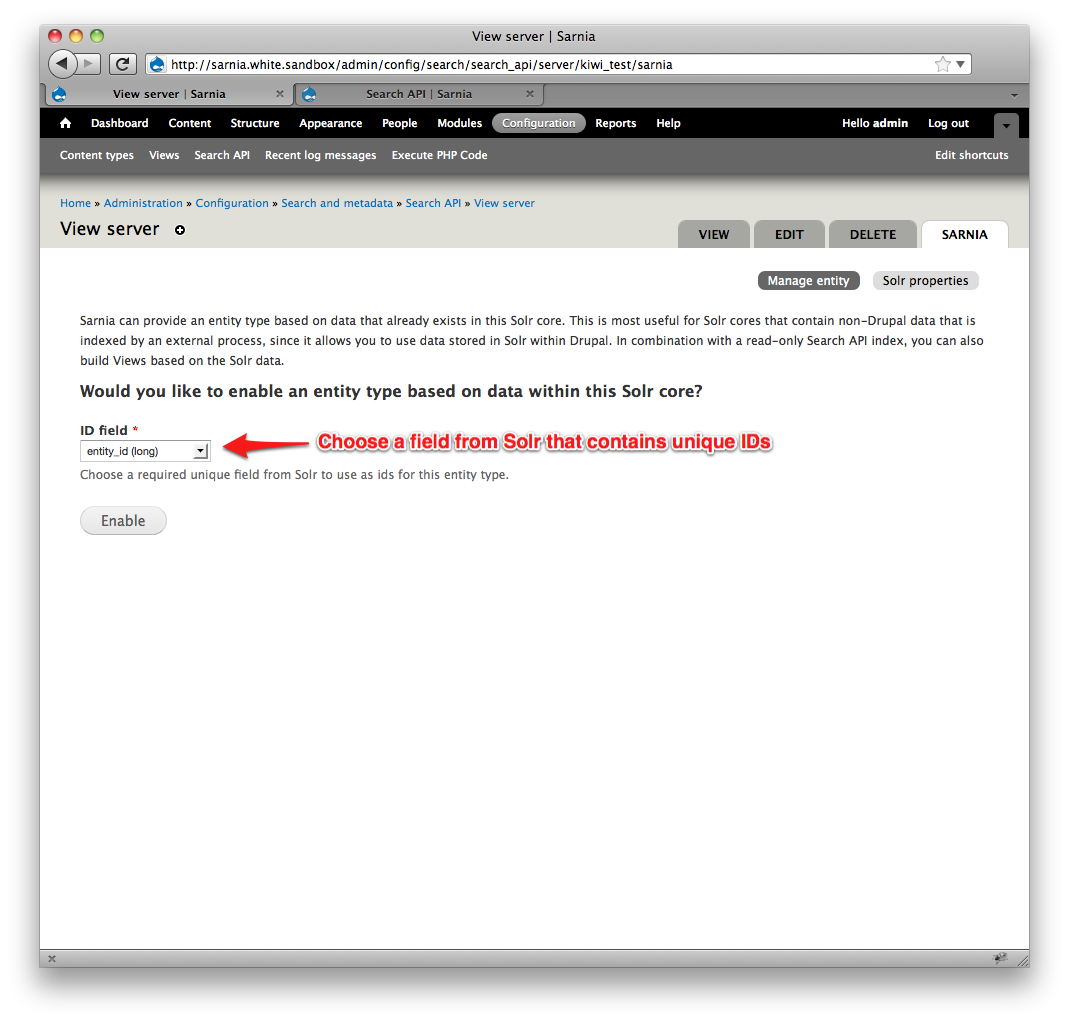 View server | Sarnia
http://sarnia.white.sandbox/admin/config/search/search_api/server/kiwi_test/sarnia
View server | Sarnia
Search API | Sarnia
Dashboard Content Structure Appearance People Modules Configuration Reports Help Hello admin Log out
Content types Views Search API Recent log messages Execute PHP Code Edit shortcuts
Home » Administration » Configuration » Search and metadata » Search API » View server
View server
VIEW EDIT DELETE SARNIA
Manage entity Solr properties
Sarnia can provide an entity type based on data that already exists in this Solr core. This is most useful for Solr cores that contain non-Drupal data that is
indexed by an external process, since it allows you to use data stored in Solr within Drupal. In combination with a read-only Search API index, you can also
build Views based on the Solr data.
Would you like to enable an entity type based on data within this Solr core?
ID field *
entity_id (long)
Choose a field from Solr that contains unique IDs
Choose a required unique field from Solr to use as ids for this entity type.
Enable